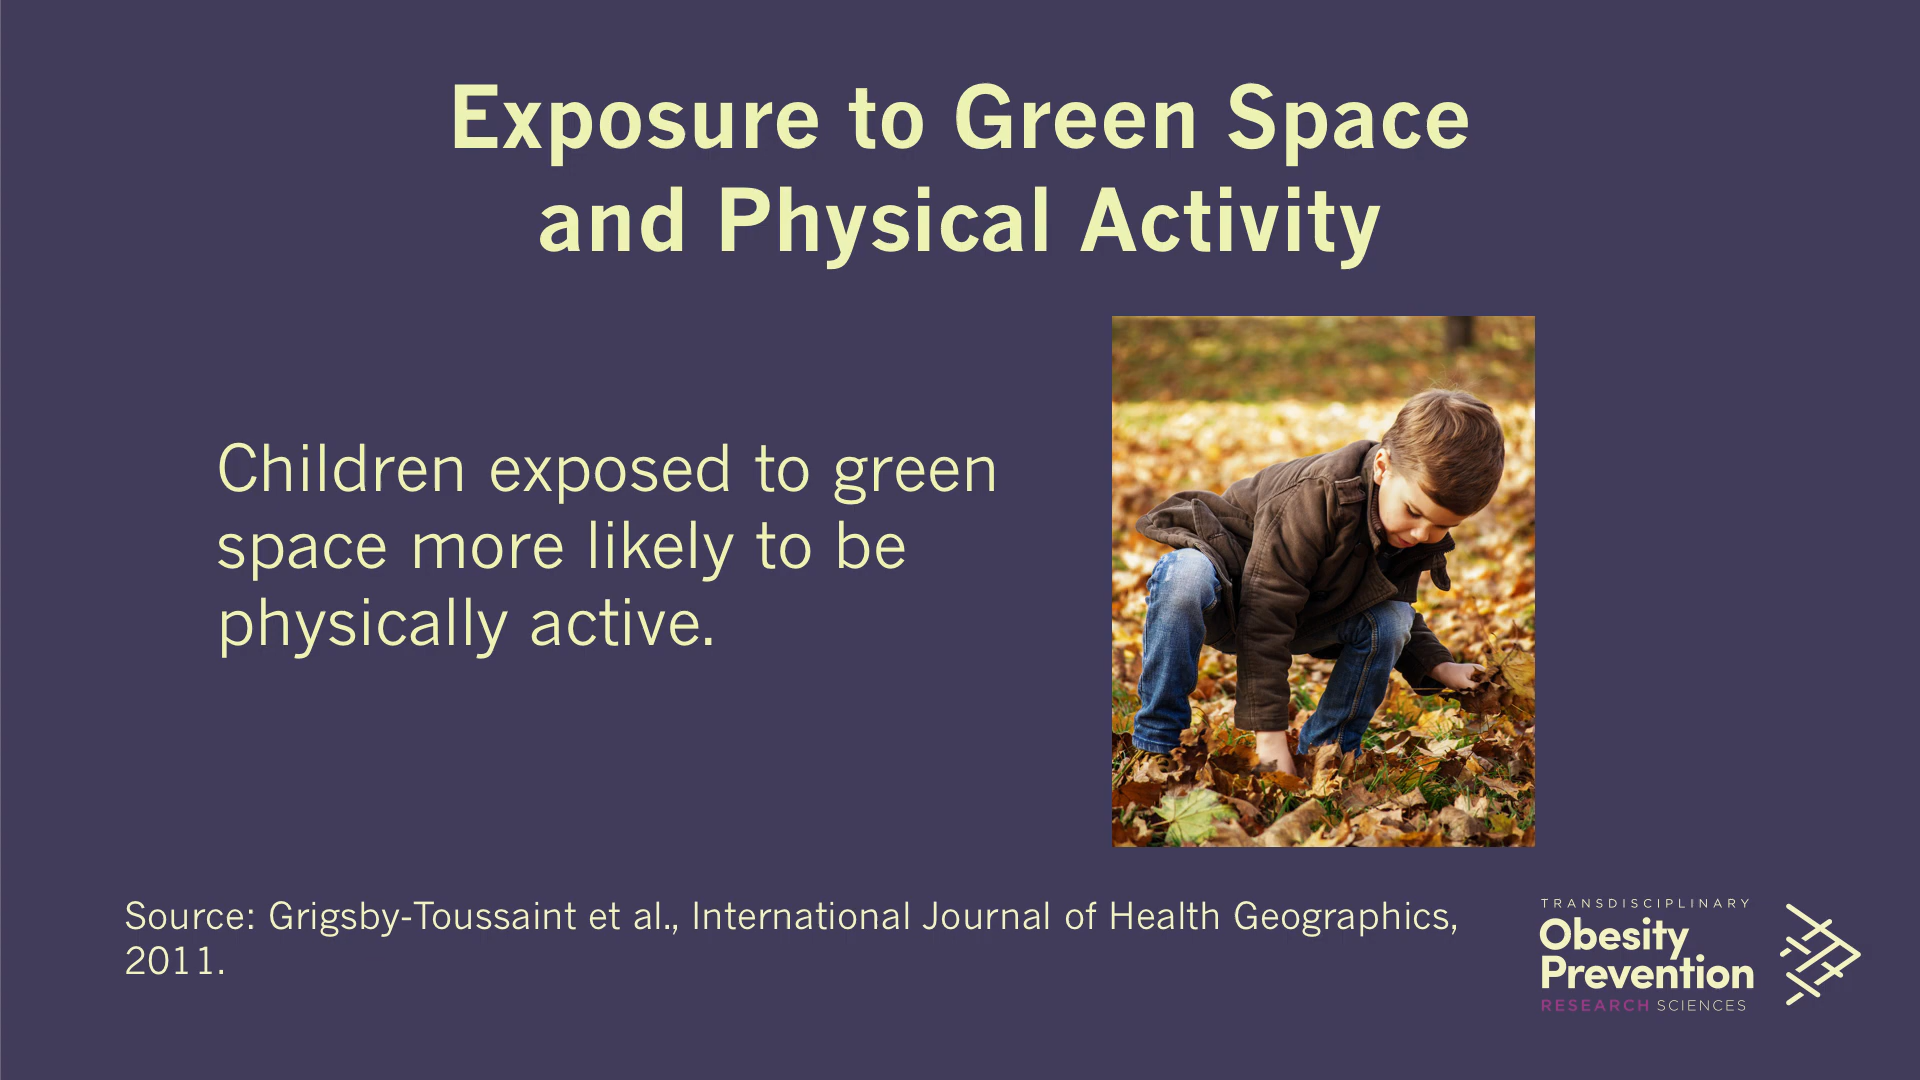 Exposure to Green Space
and Physical Activity
Children exposed to green
space more likely to be
physically active.
Source: Grigsby-Toussaint et al., International Journal of Health Geographics,
2011.
TRANSDISCIPLINARY
Obesity
Prevention
RESEARCH SCIENCES